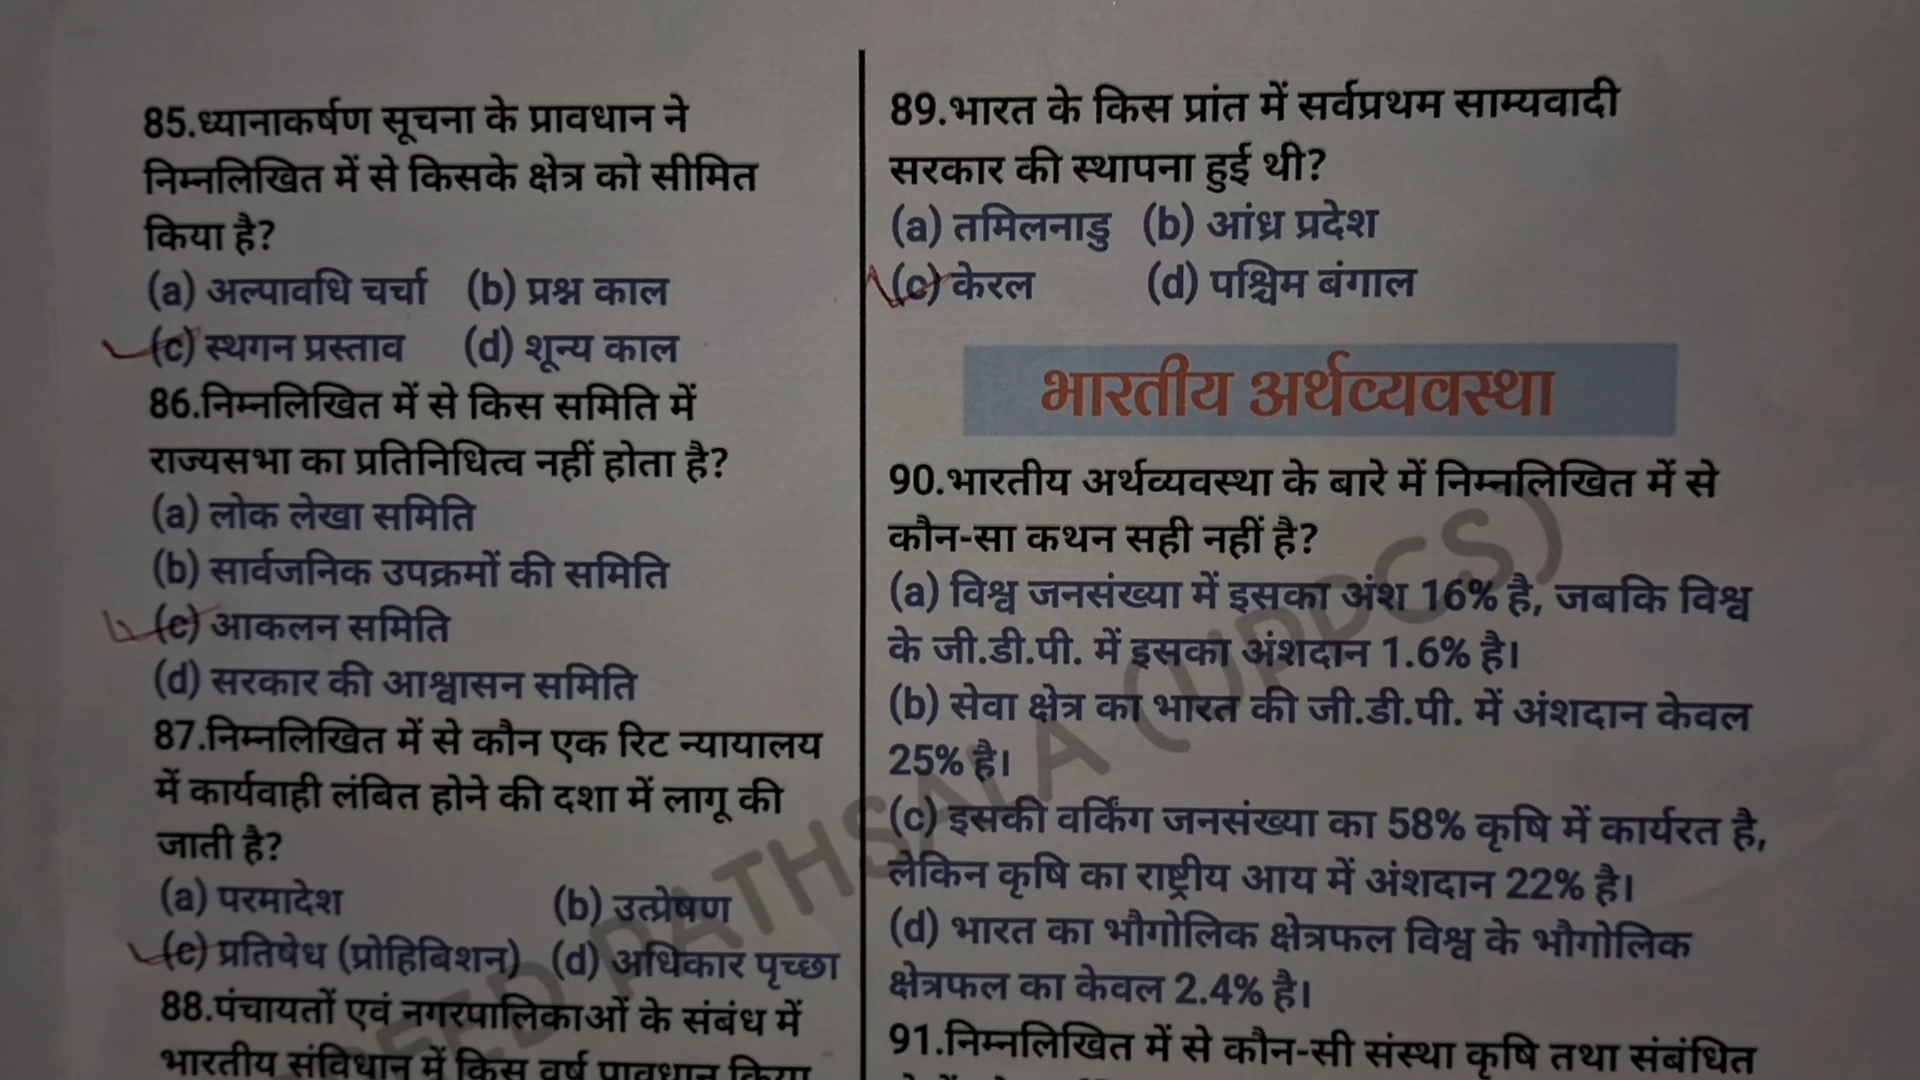 85.ध्यानाकर्षण सूचना के प्रावधान ने
निम्नलिखित में से किसके क्षेत्र को सीमित
किया है?
(a) अल्पावधि चर्चा (b) प्रश्न काल
(c) स्थगन प्रस्ताव (d) शून्य काल
86.निम्नलिखित में से किस समिति में
राज्यसभा का प्रतिनिधित्व नहीं होता है?
(a) लोक लेखा समिति
(b) सार्वजनिक उपक्रमों की समिति
(c) आकलन समिति
(d) सरकार की आश्वासन समिति
87.निम्नलिखित में से कौन एक रिट न्यायालय
में कार्यवाही लंबित होने की दशा में लागू की
जाती है?
(a) परमादेश (b) उत्प्रेषण
(c) प्रतिषेध (प्रोहिबिशन) (d) अधिकार पृच्छा
88.पंचायतों एवं नगरपालिकाओं के संबंध में
भारतीय संविधान में किस वर्ष प्रावधान किया
89.भारत के किस प्रांत में सर्वप्रथम साम्यवादी
सरकार की स्थापना हुई थी?
(a) तमिलनाडु (b) आंध्र प्रदेश
(c) केरल (d) पश्चिम बंगाल
भारतीय अर्थव्यवस्था
90.भारतीय अर्थव्यवस्था के बारे में निम्नलिखित में से
कौन-सा कथन सही नहीं है?
(a) विश्व जनसंख्या में इसका अंश 16% है, जबकि विश्व
के जी.डी.पी. में इसका अंशदान 1.6% है।
(b) सेवा क्षेत्र का भारत की जी.डी.पी. में अंशदान केवल
25% है।
(c) इसकी वर्किंग जनसंख्या का 58% कृषि में कार्यरत है,
लेकिन कृषि का राष्ट्रीय आय में अंशदान 22% है।
(d) भारत का भौगोलिक क्षेत्रफल विश्व के भौगोलिक
क्षेत्रफल का केवल 2.4% है।
91.निम्नलिखित में से कौन-सी संस्था कृषि तथा संबंधित
PATHSALA (UPPCS)